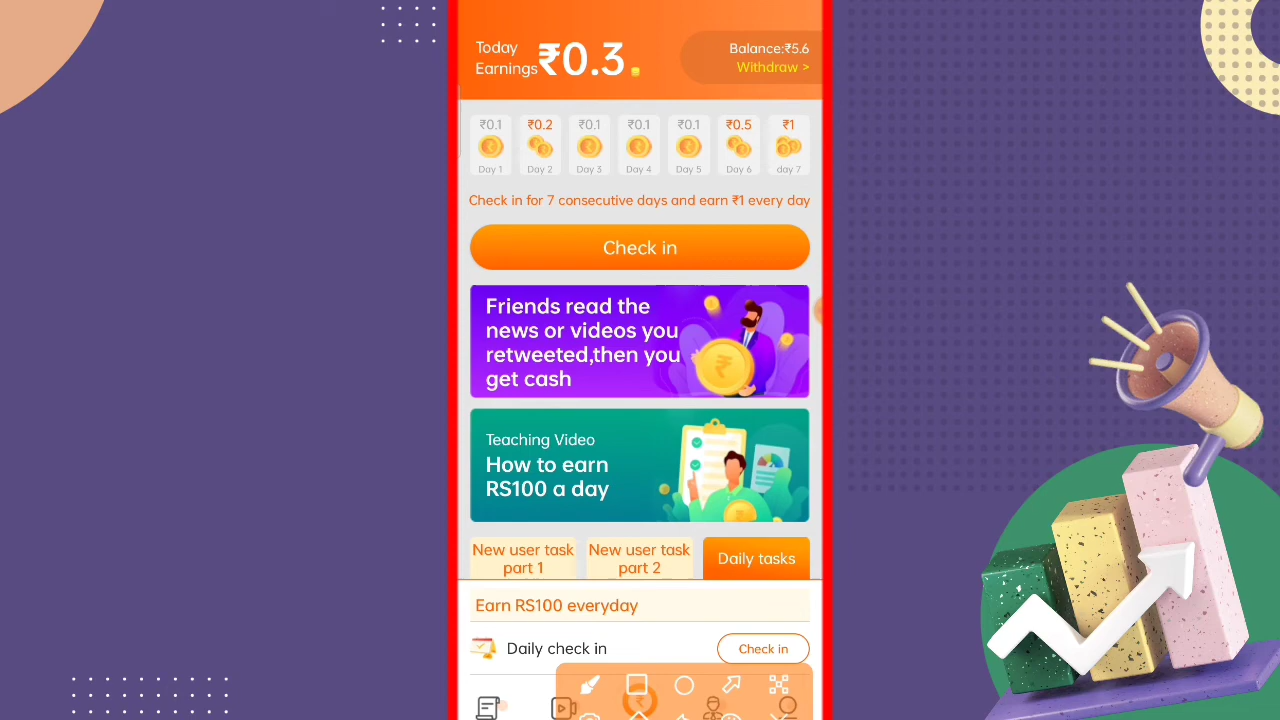 Today
Earnings
₹0.3
Balance:₹5.6
Withdraw >
₹0.1 ₹0.2 ₹0.1 ₹0.1 ₹0.1 ₹0.5 ₹1
Day 1 Day 2 Day 3 Day 4 Day 5 Day 6 day 7
Check in for 7 consecutive days and earn ₹1 every day
Check in
Friends read the
news or videos you
retweeted,then you
get cash
Teaching Video
How to earn
RS100 a day
New user task
part 1
New user task
part 2
Daily tasks
Earn RS100 everyday
Daily check in
Check in